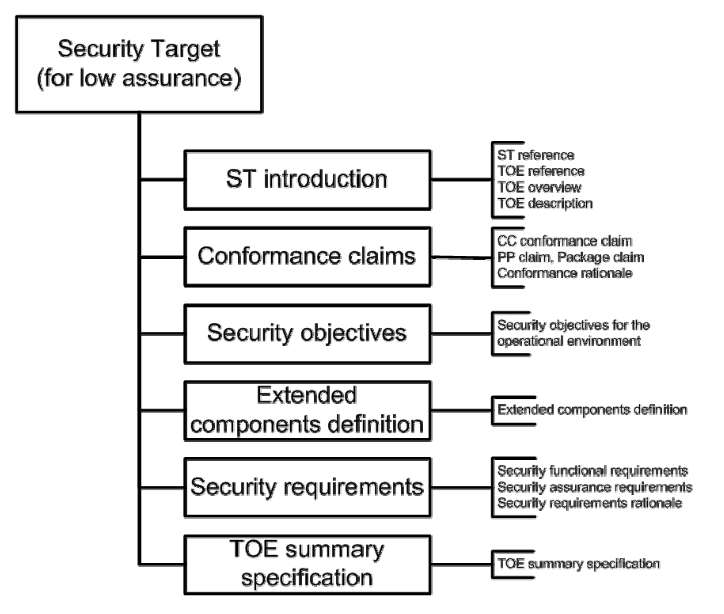 Security Target
(for low assurance)
ST introduction
ST reference
TOE reference
TOE overview
TOE description
Conformance claims
CC conformance claim
PP claim, Package claim
Conformance rationale
Security objectives
Security objectives for the
operational environment
Extended
components definition
Extended components definition
Security requirements
Security functional requirements
Security assurance requirements
Security requirements rationale
TOE summary
specification
TOE summary specification